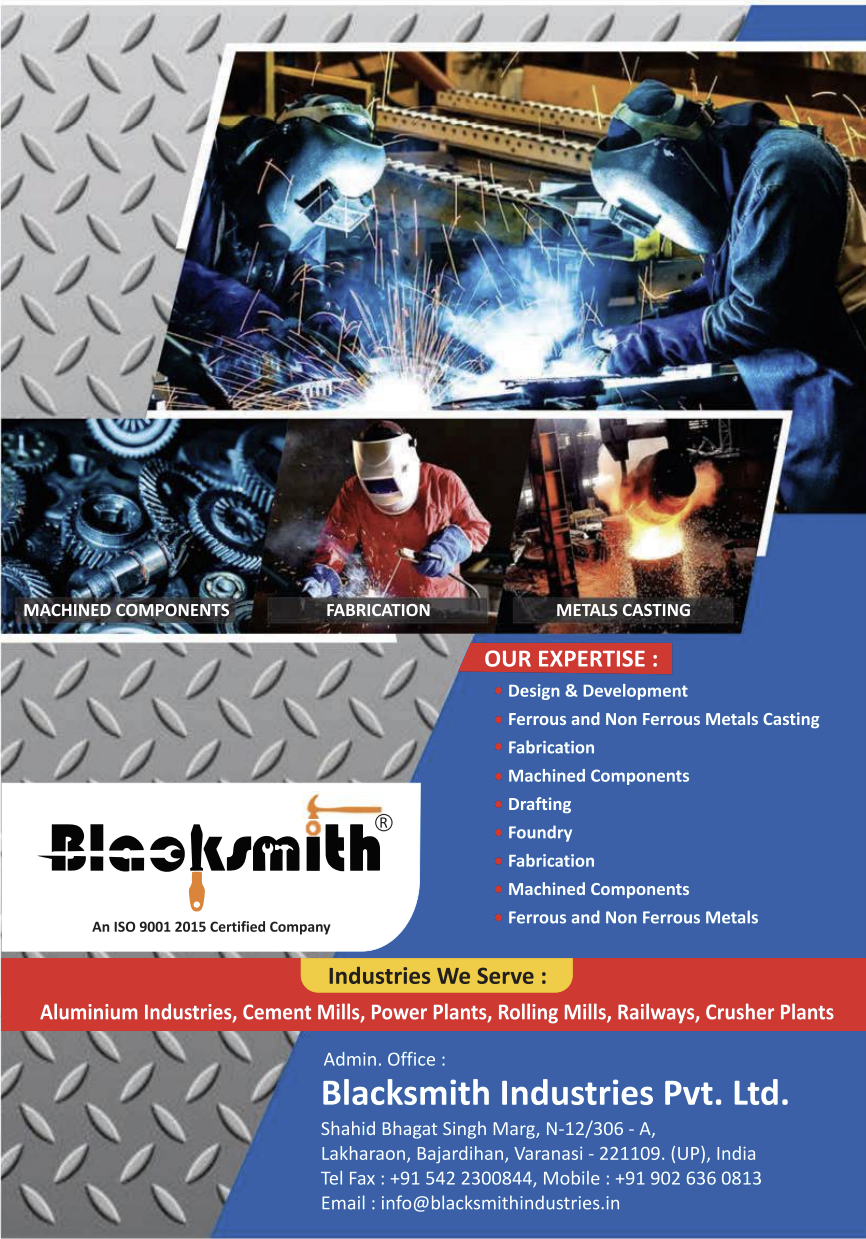 MACHINED COMPONENTS
FABRICATION
METALS CASTING
OUR EXPERTISE :
• Design & Development
• Ferrous and Non Ferrous Metals Casting
• Fabrication
• Machined Components
• Drafting
• Foundry
• Fabrication
• Machined Components
• Ferrous and Non Ferrous Metals
Blacksmith®
An ISO 9001 2015 Certified Company
Industries We Serve :
Aluminium Industries, Cement Mills, Power Plants, Rolling Mills, Railways, Crusher Plants
Admin. Office :
Blacksmith Industries Pvt. Ltd.
Shahid Bhagat Singh Marg, N-12/306 - A,
Lakharaon, Bajardihan, Varanasi - 221109. (UP), India
Tel Fax : +91 542 2300844, Mobile : +91 902 636 0813
Email : info@blacksmithindustries.in